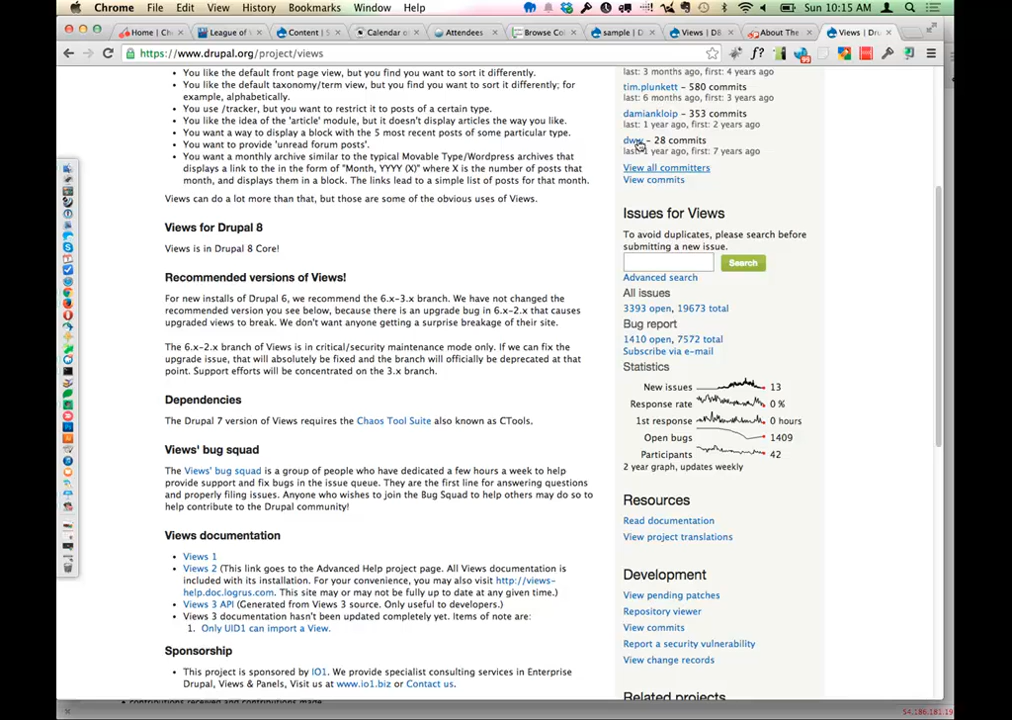 Chrome File Edit View History Bookmarks Window Help Sun 10:15 AM
Home | Ch League of Content | S Calendar o Attendees Browse Co sample | D Views | D8 About The Views | Dru
https://www.drupal.org/project/views
You like the default front page view, but you find you want to sort it differently.
You like the default taxonomy/term view, but you find you want to sort it differently; for
example, alphabetically.
You use /tracker, but you want to restrict it to posts of a certain type.
You like the idea of the 'article' module, but it doesn't display articles the way you like.
You want a way to display a block with the 5 most recent posts of some particular type.
You want to provide 'unread forum posts'.
You want a monthly archive similar to the typical Movable Type/Wordpress archives that
displays a link to the in the form of "Month, YYYY (X)" where X is the number of posts that
month, and displays them in a block. The links lead to a simple list of posts for that month.
Views can do a lot more than that, but those are some of the obvious uses of Views.
Views for Drupal 8
Views is in Drupal 8 Core!
Recommended versions of Views!
For new installs of Drupal 6, we recommend the 6.x-3.x branch. We have not changed the
recommended version you see below, because there is an upgrade bug in 6.x-2.x that causes
upgraded views to break. We don't want anyone getting a surprise breakage of their site.
The 6.x-2.x branch of Views is in critical/security maintenance mode only. If we can fix the
upgrade issue, that will absolutely be fixed and the branch will officially be deprecated at that
point. Support efforts will be concentrated on the 3.x branch.
Dependencies
The Drupal 7 version of Views requires the Chaos Tool Suite also known as CTools.
Views' bug squad
The Views' bug squad is a group of people who have dedicated a few hours a week to help
provide support and fix bugs in the issue queue. They are the first line for answering questions
and properly filing issues. Anyone who wishes to join the Bug Squad to help others may do so to
help contribute to the Drupal community!
Views documentation
Views 1
Views 2 (This link goes to the Advanced Help project page. All Views documentation is
included with its installation. For your convenience, you may also visit http://views-
help.doc.logrus.com. This site may or may not be fully up to date at any given time.)
Views 3 API (Generated from Views 3 source. Only useful to developers.)
Views 3 documentation hasn't been updated completely yet. Items of note are:
1. Only UID1 can import a View.
Sponsorship
This project is sponsored by IO1. We provide specialist consulting services in Enterprise
Drupal, Views & Panels, Visit us at www.io1.biz or Contact us.
last: 3 months ago, first: 4 years ago
tim.plunkett – 580 commits
last: 6 months ago, first: 3 years ago
damiankloip – 353 commits
last: 1 year ago, first: 2 years ago
dww – 28 commits
last: 1 year ago, first: 7 years ago
View all committers
View commits
Issues for Views
To avoid duplicates, please search before
submitting a new issue.
Search
Advanced search
All issues
3393 open, 19673 total
Bug report
1410 open, 7572 total
Subscribe via e-mail
Statistics
New issues 13
Response rate 0 %
1st response 0 hours
Open bugs 1409
Participants 42
2 year graph, updates weekly
Resources
Read documentation
View project translations
Development
View pending patches
Repository viewer
View commits
Report a security vulnerability
View change records
Related projects
54.186.181.19